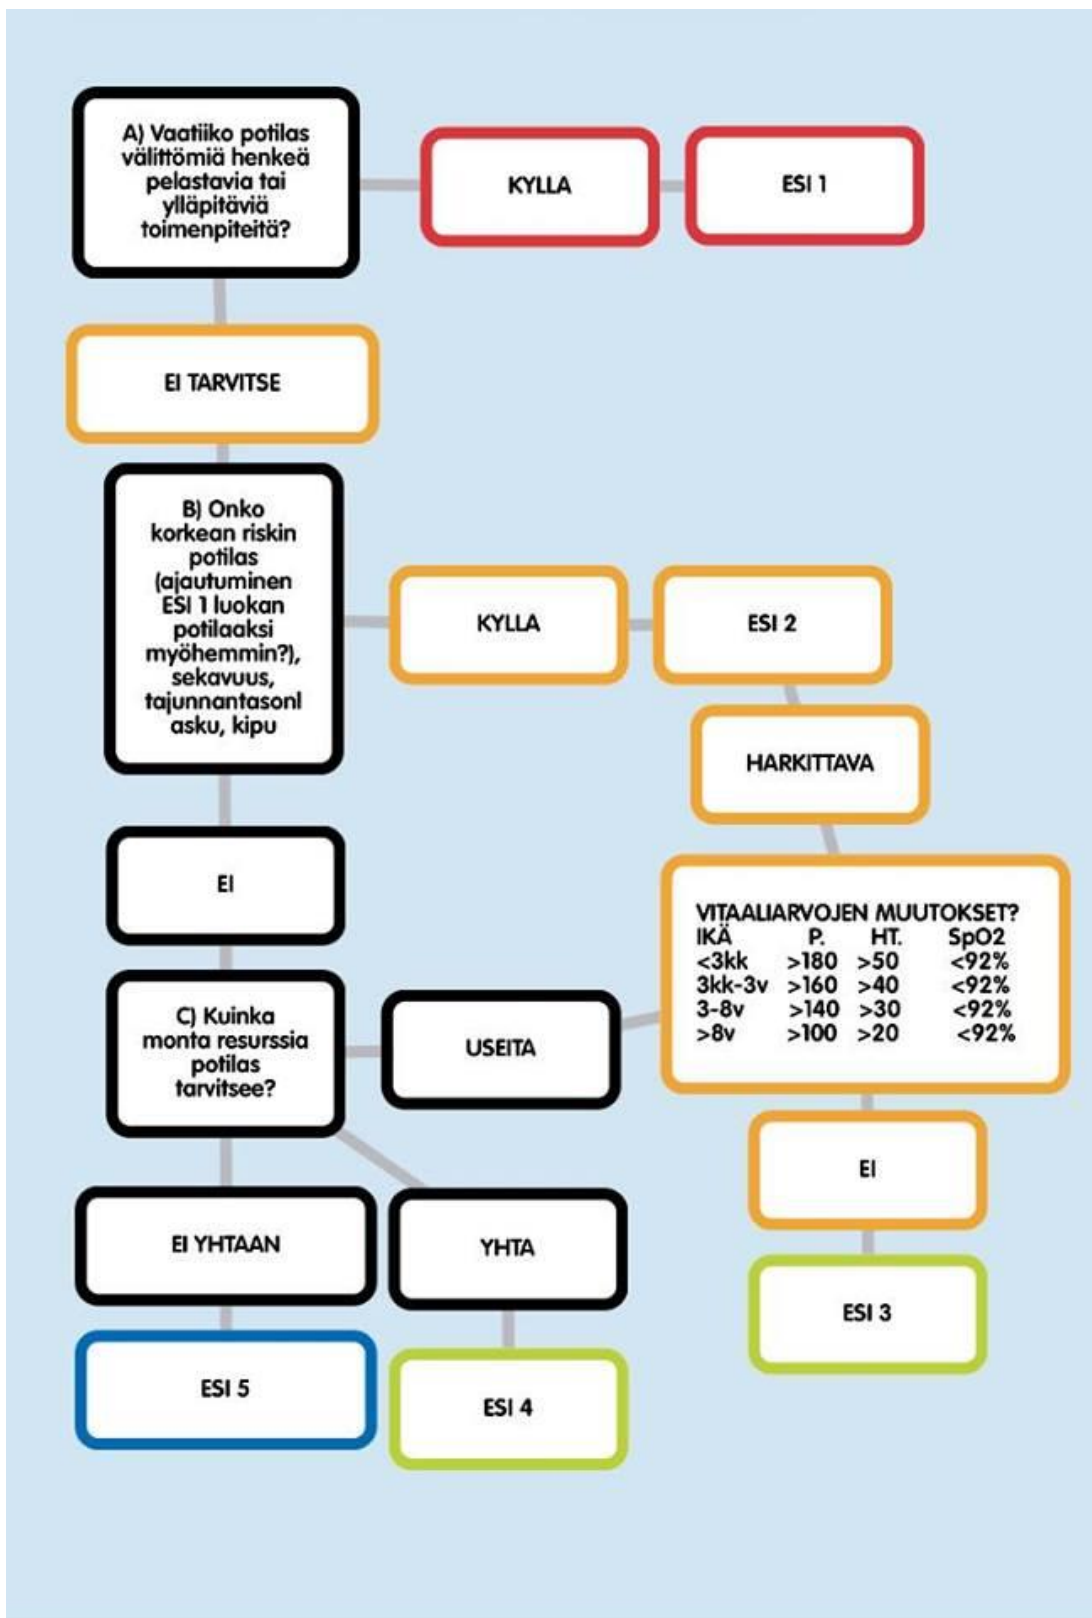 A) Vaatiiko potilas
välittömiä henkeä
pelastavia tai
ylläpitäviä
toimenpiteitä?
KYLLA
ESI 1
EI TARVITSE
B) Onko
korkean riskin
potilas
(ajautuminen
ESI 1 luokan
potilaaksi
myöhemmin?),
sekavuus,
tajunnantasonl
asku, kipu
KYLLA
ESI 2
HARKITTAVA
EI
VITAALIARVOJEN MUUTOKSET?
IKÄ P. HT. SpO2
<3kk >180 >50 <92%
3kk-3v >160 >40 <92%
3-8v >140 >30 <92%
>8v >100 >20 <92%
C) Kuinka
monta resurssia
potilas
tarvitsee?
USEITA
EI
EI YHTAAN
YHTA
ESI 3
ESI 5
ESI 4